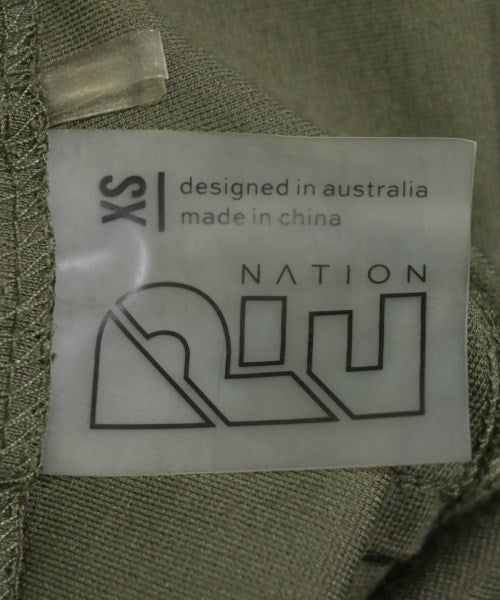 XS
designed in australia
made in china
NATION